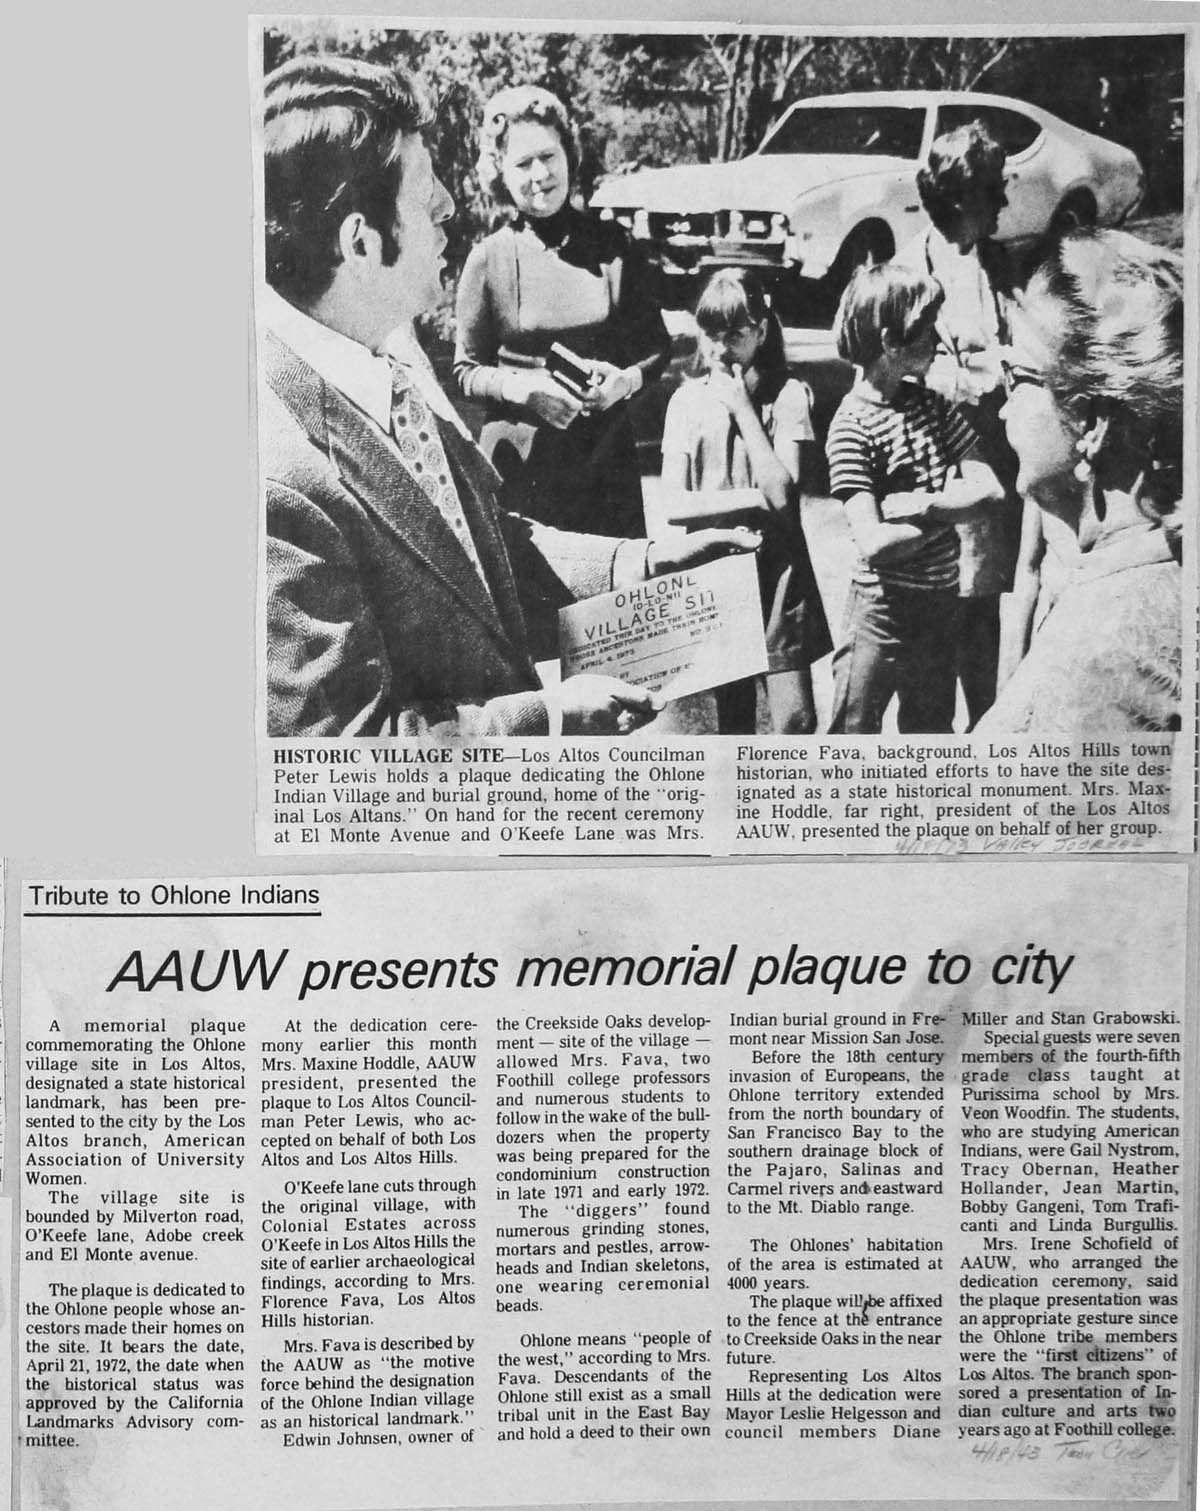 OHLONE
(O-LO-NI)
VILLAGE SIT
DEDICATED THIS DAY TO THE OHLONE
WHOSE ANCESTORS MADE THEIR HOME
APRIL 4, 1973
NO.
BY
OCIATION OF
HISTORIC VILLAGE SITE—Los Altos Councilman
Peter Lewis holds a plaque dedicating the Ohlone
Indian Village and burial ground, home of the "orig-
inal Los Altans." On hand for the recent ceremony
at El Monte Avenue and O'Keefe Lane was Mrs.
Florence Fava, background, Los Altos Hills town
historian, who initiated efforts to have the site des-
ignated as a state historical monument. Mrs. Max-
ine Hoddle, far right, president of the Los Altos
AAUW, presented the plaque on behalf of her group.
Valley Journal
Tribute to Ohlone Indians
AAUW presents memorial plaque to city
A memorial plaque
commemorating the Ohlone
village site in Los Altos,
designated a state historical
landmark, has been pre-
sented to the city by the Los
Altos branch, American
Association of University
Women.
The village site is
bounded by Milverton road,
O'Keefe lane, Adobe creek
and El Monte avenue.
The plaque is dedicated to
the Ohlone people whose an-
cestors made their homes on
the site. It bears the date,
April 21, 1972, the date when
the historical status was
approved by the California
Landmarks Advisory com-
mittee.
At the dedication cere-
mony earlier this month
Mrs. Maxine Hoddle, AAUW
president, presented the
plaque to Los Altos Council-
man Peter Lewis, who ac-
cepted on behalf of both Los
Altos and Los Altos Hills.
O'Keefe lane cuts through
the original village, with
Colonial Estates across
O'Keefe in Los Altos Hills the
site of earlier archaeological
findings, according to Mrs.
Florence Fava, Los Altos
Hills historian.
Mrs. Fava is described by
the AAUW as "the motive
force behind the designation
of the Ohlone Indian village
as an historical landmark."
Edwin Johnsen, owner of
the Creekside Oaks develop-
ment — site of the village —
allowed Mrs. Fava, two
Foothill college professors
and numerous students to
follow in the wake of the bull-
dozers when the property
was being prepared for the
condominium construction
in late 1971 and early 1972.
The "diggers" found
numerous grinding stones,
mortars and pestles, arrow-
heads and Indian skeletons,
one wearing ceremonial
beads.
Ohlone means "people of
the west," according to Mrs.
Fava. Descendants of the
Ohlone still exist as a small
tribal unit in the East Bay
and hold a deed to their own
Indian burial ground in Fre-
mont near Mission San Jose.
Before the 18th century
invasion of Europeans, the
Ohlone territory extended
from the north boundary of
San Francisco Bay to the
southern drainage block of
the Pajaro, Salinas and
Carmel rivers and eastward
to the Mt. Diablo range.
The Ohlones' habitation
of the area is estimated at
4000 years.
The plaque will be affixed
to the fence at the entrance
to Creekside Oaks in the near
future.
Representing Los Altos
Hills at the dedication were
Mayor Leslie Helgesson and
council members Diane
Miller and Stan Grabowski.
Special guests were seven
members of the fourth-fifth
grade class taught at
Purissima school by Mrs.
Veon Woodfin. The students,
who are studying American
Indians, were Gail Nystrom,
Tracy Obernan, Heather
Hollander, Jean Martin,
Bobby Gangeni, Tom Trafi-
canti and Linda Burgullis.
Mrs. Irene Schofield of
AAUW, who arranged the
dedication ceremony, said
the plaque presentation was
an appropriate gesture since
the Ohlone tribe members
were the "first citizens" of
Los Altos. The branch spon-
sored a presentation of In-
dian culture and arts two
years ago at Foothill college.
4/18/73 Town Crier